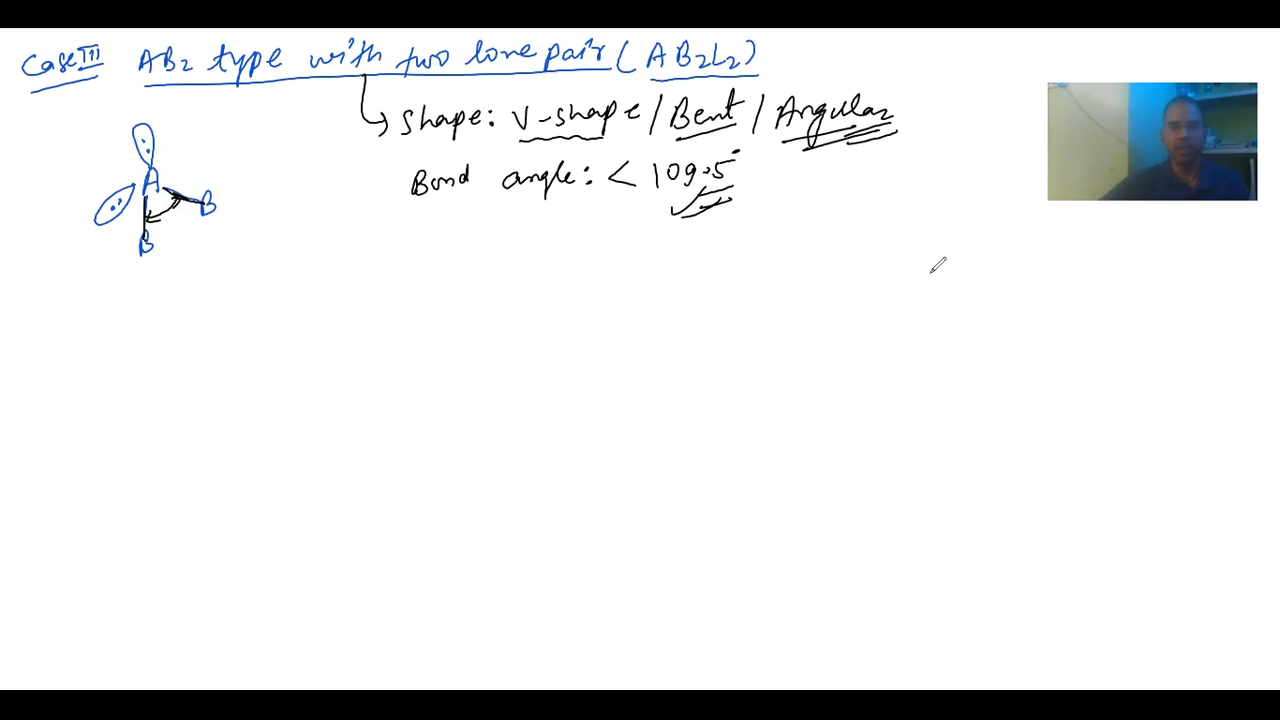 Case III AB₂ type with two lone pair (AB₂L₂)
Shape: V-shape / Bent / Angular
Bond angle: < 109.5°
A
B
B